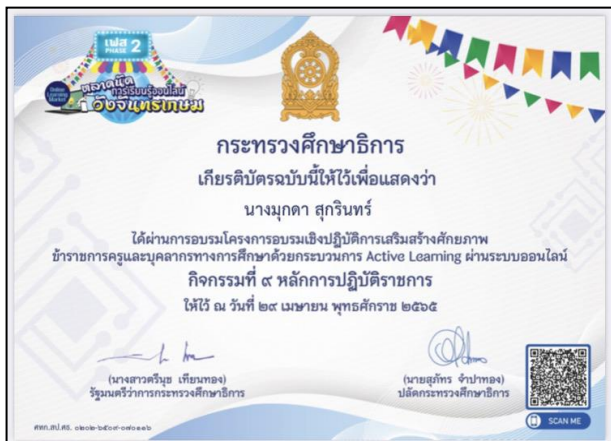 เฟส 2
PHASE
Online Learning Market
ตลาดนัด
การเรียนรู้ออนไลน์
วังจันทรเกษม
กระทรวงศึกษาธิการ
เกียรติบัตรฉบับนี้ให้ไว้เพื่อแสดงว่า
นางมุกดา สุกรินทร์
ได้ผ่านการอบรมโครงการอบรมเชิงปฏิบัติการเสริมสร้างศักยภาพ
ข้าราชการครูและบุคลากรทางการศึกษาด้วยกระบวนการ Active Learning ผ่านระบบออนไลน์
กิจกรรมที่ ๙ หลักการปฏิบัติราชการ
ให้ไว้ ณ วันที่ ๒๙ เมษายน พุทธศักราช ๒๕๖๕
(นางสาวตรีนุช เทียนทอง)
รัฐมนตรีว่าการกระทรวงศึกษาธิการ
(นายสุภัทร จำปาทอง)
ปลัดกระทรวงศึกษาธิการ
SCAN ME